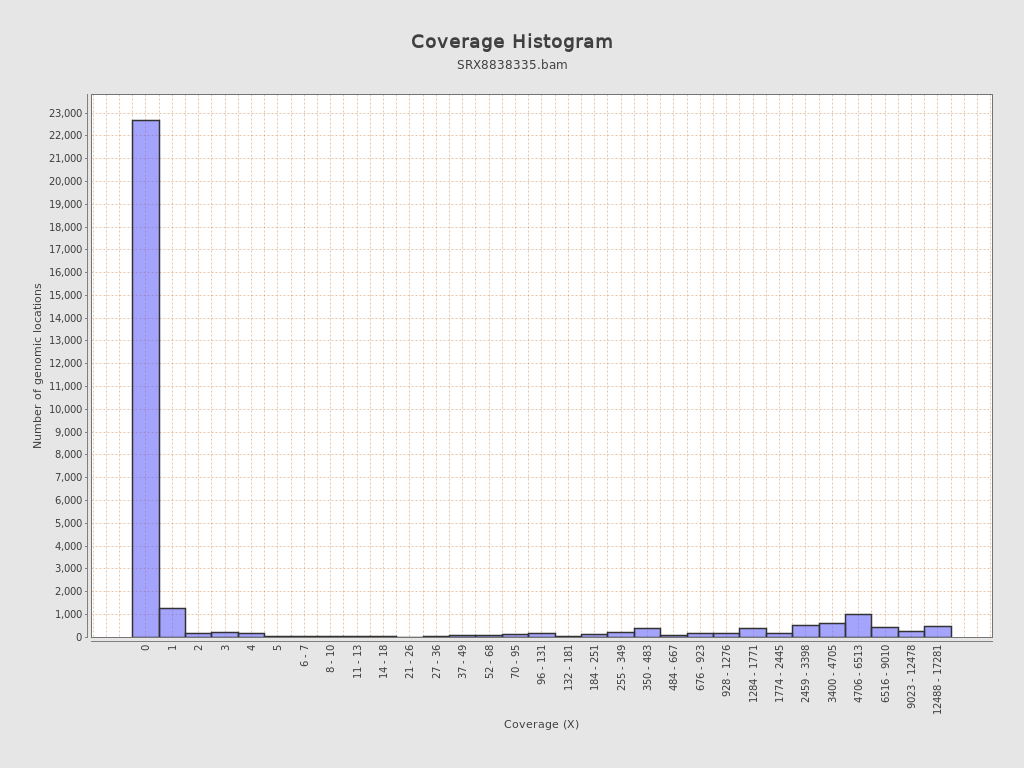 Coverage Histogram
SRX8838335.bam
Number of genomic locations
23,000
22,000
21,000
20,000
19,000
18,000
17,000
16,000
15,000
14,000
13,000
12,000
11,000
10,000
9,000
8,000
7,000
6,000
5,000
4,000
3,000
2,000
1,000
0
0
1
2
3
4
5
6 - 7
8 - 10
11 - 13
14 - 18
21 - 26
27 - 36
37 - 49
52 - 68
70 - 95
96 - 131
132 - 181
184 - 251
255 - 349
350 - 483
484 - 667
676 - 923
928 - 1276
1284 - 1771
1774 - 2445
2459 - 3398
3400 - 4705
4706 - 6513
6516 - 9010
9023 - 12478
12488 - 17281
Coverage (X)